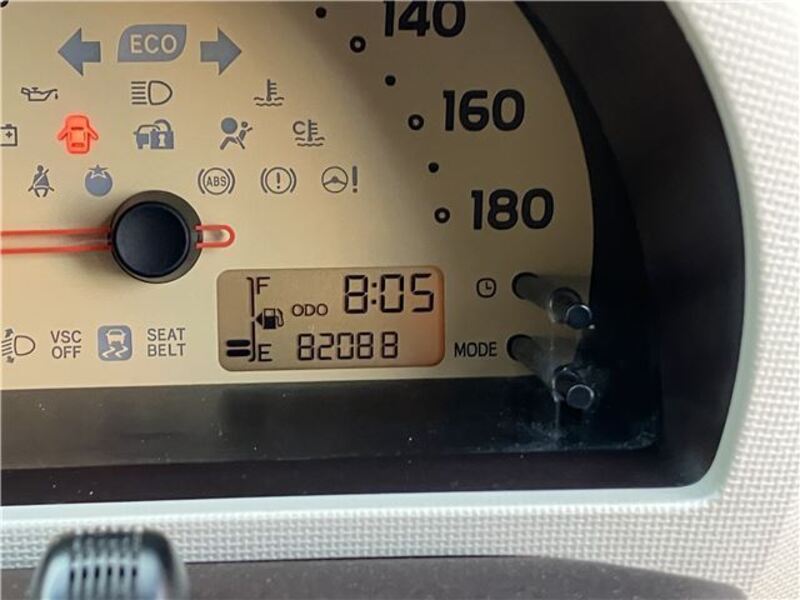 140
ECO
160
C
ABS
180
F
8:05
ODO
E
82088
VSC
OFF
SEAT
BELT
MODE